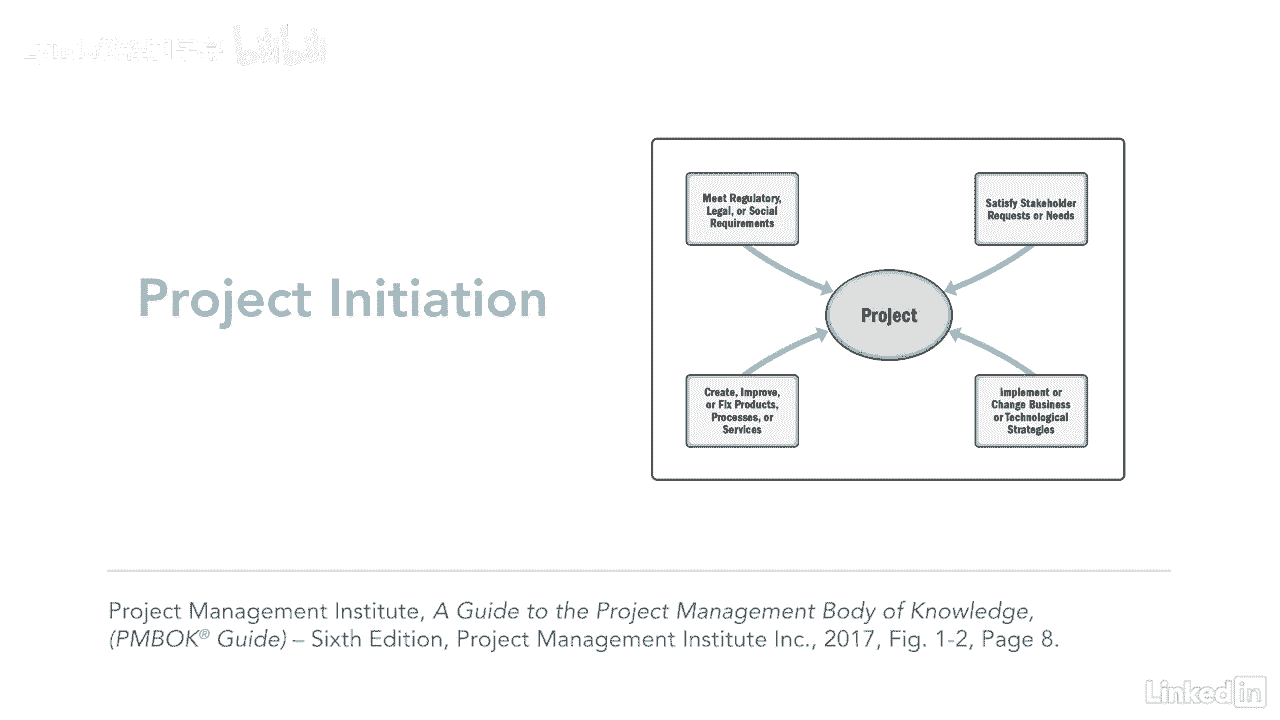 Project Initiation
Meet Regulatory,
Legal, or Social
Requirements
Satisfy Stakeholder
Requests or Needs
Project
Create, Improve,
or Fix Products,
Processes, or
Services
Implement or
Change Business
or Technological
Strategies
Project Management Institute, A Guide to the Project Management Body of Knowledge,
(PMBOK® Guide) – Sixth Edition, Project Management Institute Inc., 2017, Fig. 1-2, Page 8.
LinkedIn